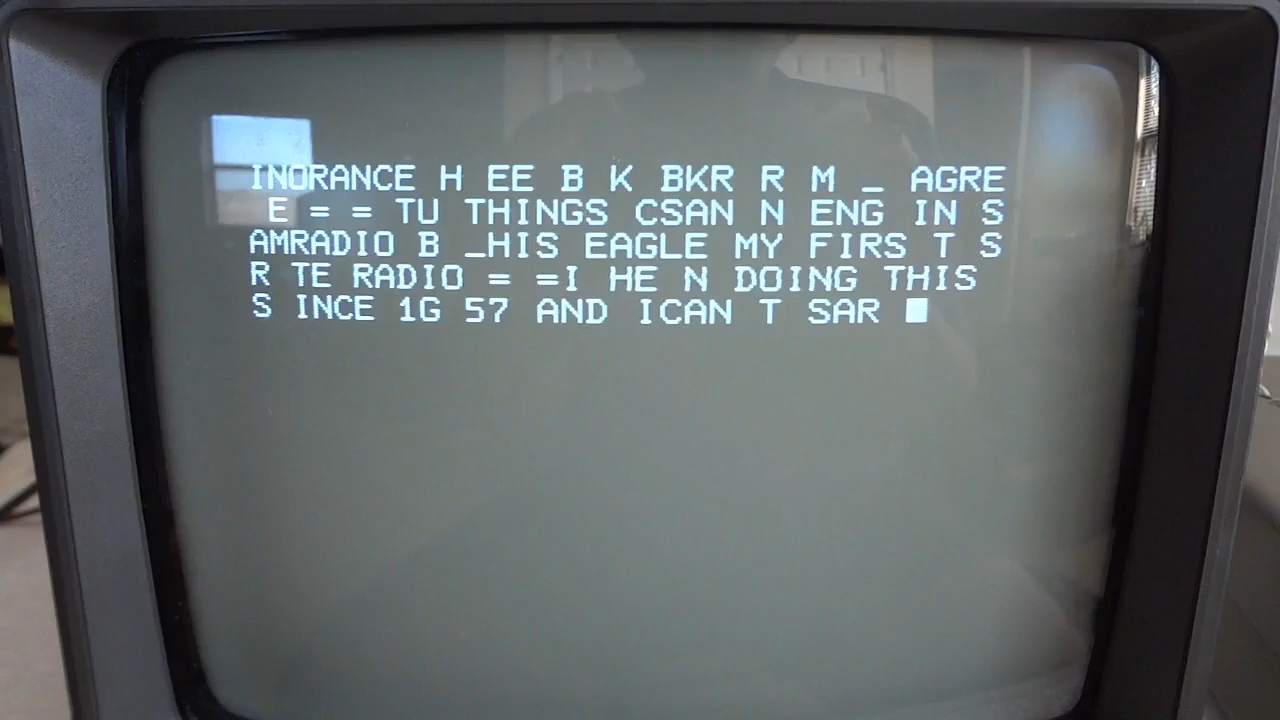 INORANCE H EE B K BKR R M _ AGRE
E = = TU THINGS CSAN N ENG IN S
AMRADIO B _HIS EAGLE MY FIRS T S
R TE RADIO = =I HE N DOING THIS
S INCE 1G 57 AND ICAN T SAR